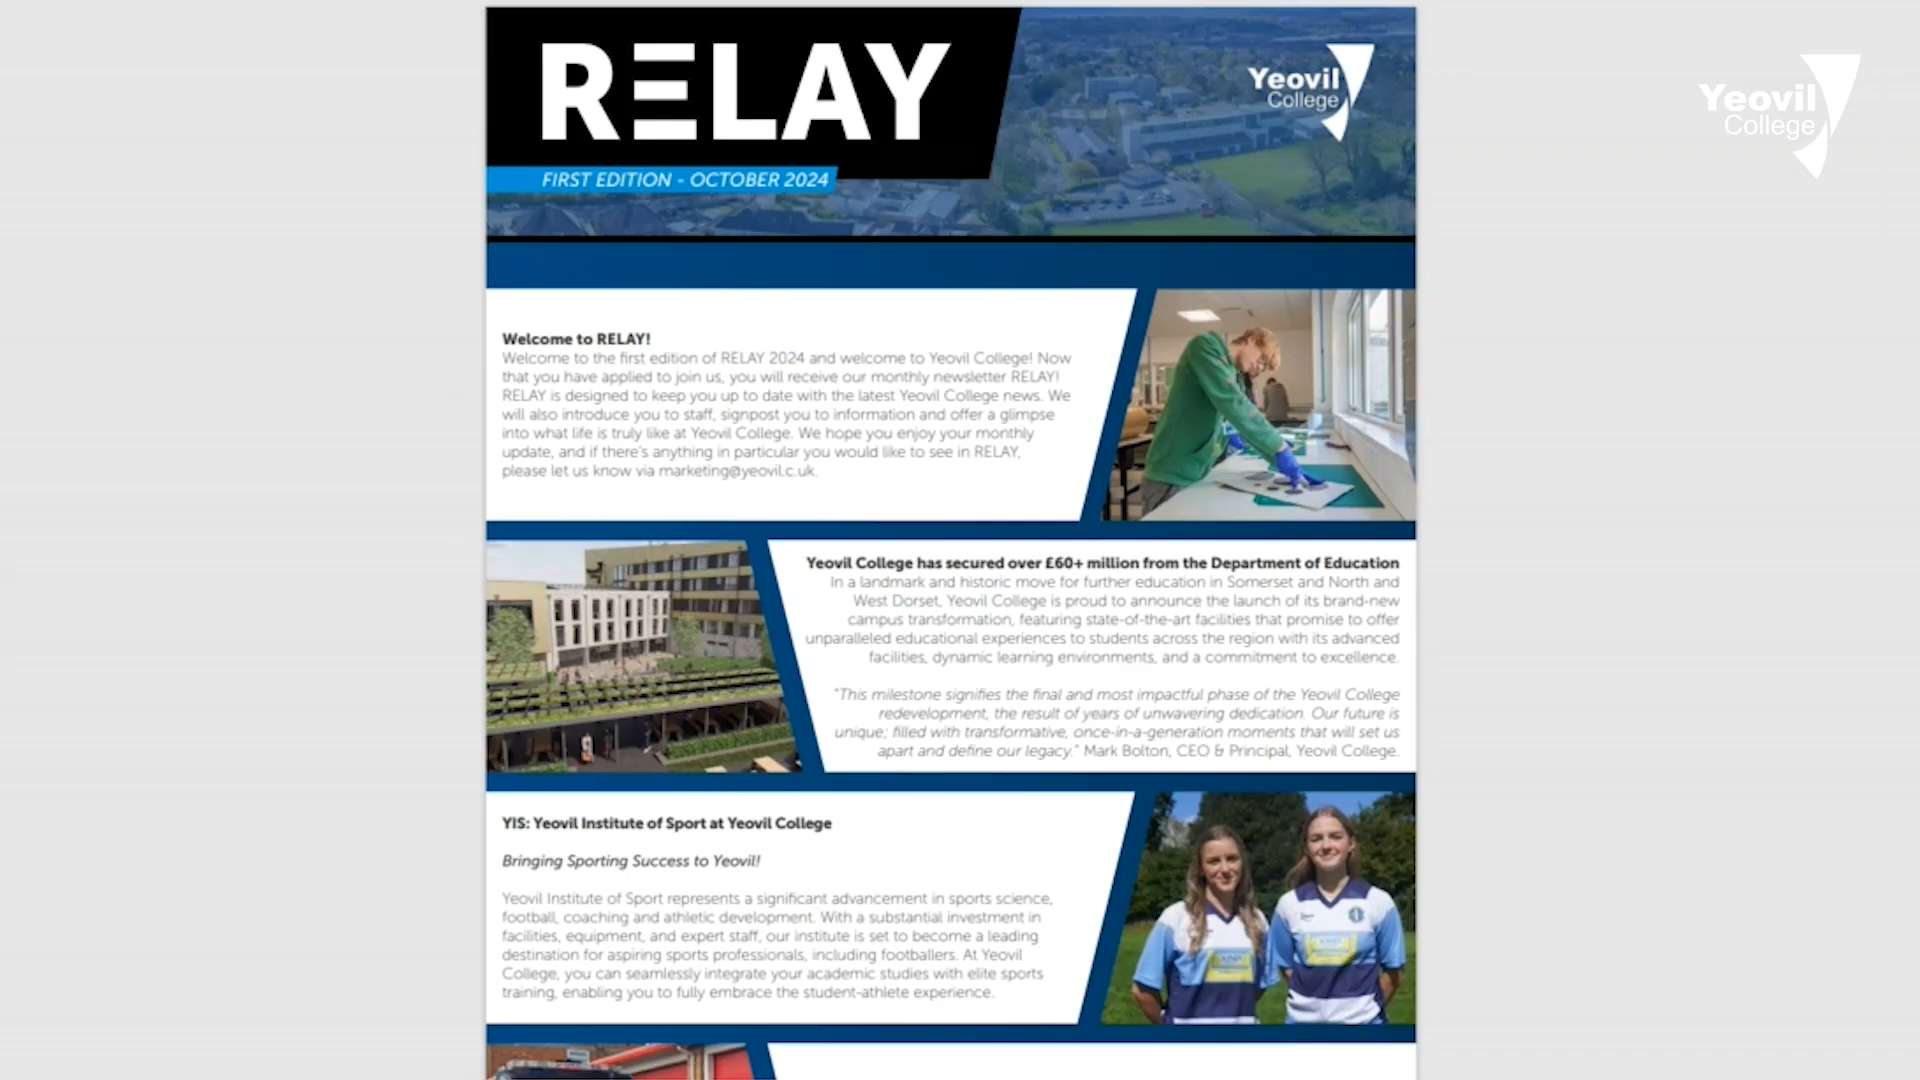 RELAY
Yeovil
College
Yeovil
College
FIRST EDITION - OCTOBER 2024
Welcome to RELAY!
Welcome to the first edition of RELAY 2024 and welcome to Yeovil College! Now
that you have applied to join us, you will receive our monthly newsletter RELAY!
RELAY is designed to keep you up to date with the latest Yeovil College news. We
will also introduce you to staff, signpost you to information and offer a glimpse
into what life is truly like at Yeovil College. We hope you enjoy your monthly
update, and if there's anything in particular you would like to see in RELAY,
please let us know via marketing@yeovil.c.uk.
Yeovil College has secured over £60+ million from the Department of Education
In a landmark and historic move for further education in Somerset and North and
West Dorset, Yeovil College is proud to announce the launch of its brand-new
campus transformation, featuring state-of-the-art facilities that promise to offer
unparalleled educational experiences to students across the region with its advanced
facilities, dynamic learning environments, and a commitment to excellence.
"This milestone signifies the final and most impactful phase of the Yeovil College
redevelopment, the result of years of unwavering dedication. Our future is
unique; filled with transformative, once-in-a-generation moments that will set us
apart and define our legacy." Mark Bolton, CEO & Principal, Yeovil College.
YIS: Yeovil Institute of Sport at Yeovil College
Bringing Sporting Success to Yeovil!
Yeovil Institute of Sport represents a significant advancement in sports science,
football, coaching and athletic development. With a substantial investment in
facilities, equipment, and expert staff, our institute is set to become a leading
destination for aspiring sports professionals, including footballers. At Yeovil
College, you can seamlessly integrate your academic studies with elite sports
training, enabling you to fully embrace the student-athlete experience.